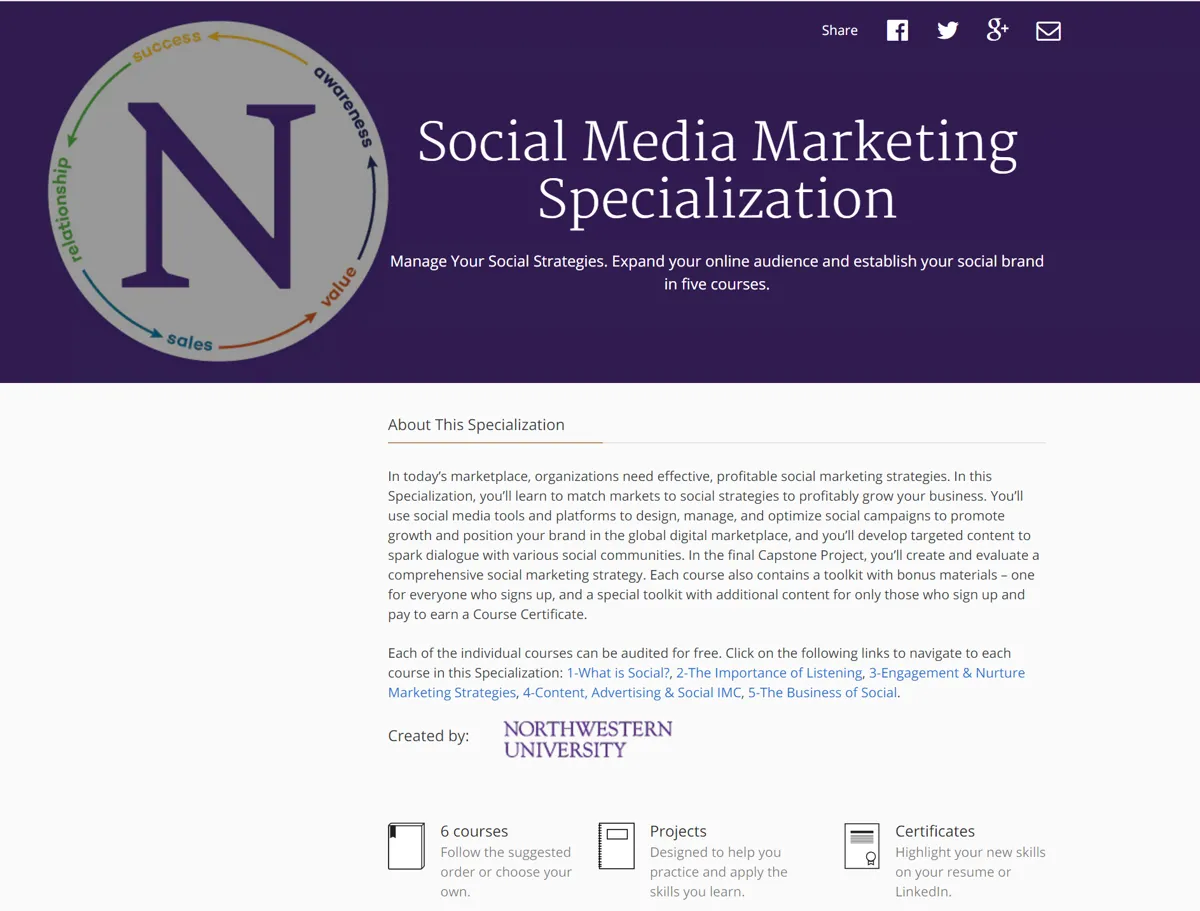 Share
success
awareness
relationship
N
value
sales
Social Media Marketing
Specialization
Manage Your Social Strategies. Expand your online audience and establish your social brand
in five courses.
About This Specialization
In today’s marketplace, organizations need effective, profitable social marketing strategies. In this
Specialization, you’ll learn to match markets to social strategies to profitably grow your business. You’ll
use social media tools and platforms to design, manage, and optimize social campaigns to promote
growth and position your brand in the global digital marketplace, and you’ll develop targeted content to
spark dialogue with various social communities. In the final Capstone Project, you’ll create and evaluate a
comprehensive social marketing strategy. Each course also contains a toolkit with bonus materials – one
for everyone who signs up, and a special toolkit with additional content for only those who sign up and
pay to earn a Course Certificate.
Each of the individual courses can be audited for free. Click on the following links to navigate to each
course in this Specialization: 1-What is Social?, 2-The Importance of Listening, 3-Engagement & Nurture
Marketing Strategies, 4-Content, Advertising & Social IMC, 5-The Business of Social.
Created by:
NORTHWESTERN
UNIVERSITY
6 courses
Follow the suggested
order or choose your
own.
Projects
Designed to help you
practice and apply the
skills you learn.
Certificates
Highlight your new skills
on your resume or
LinkedIn.